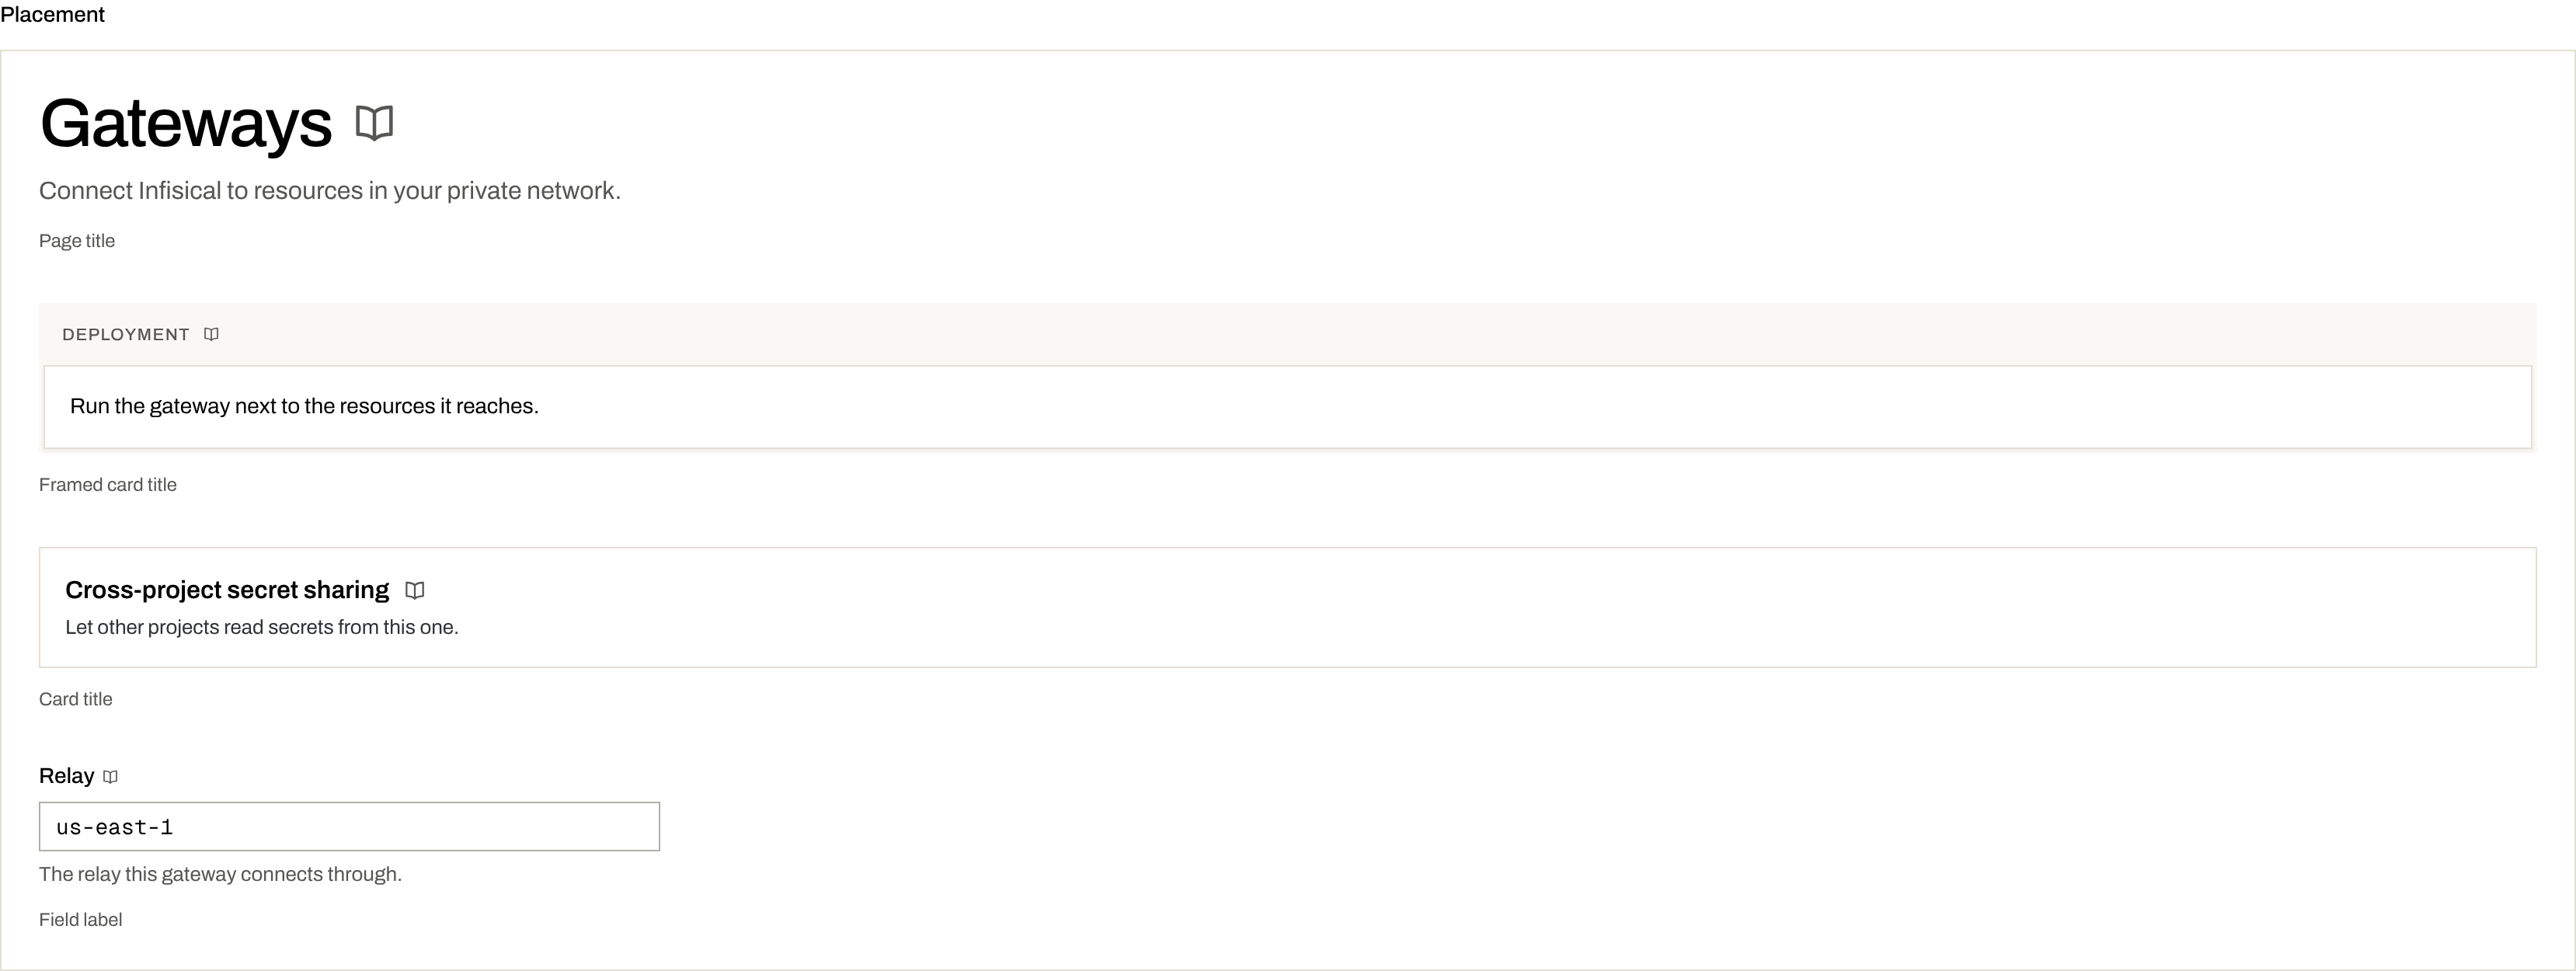 Placement
Gateways
Connect Infisical to resources in your private network.
Page title
DEPLOYMENT
Run the gateway next to the resources it reaches.
Framed card title
Cross-project secret sharing
Let other projects read secrets from this one.
Card title
Relay
us-east-1
The relay this gateway connects through.
Field label